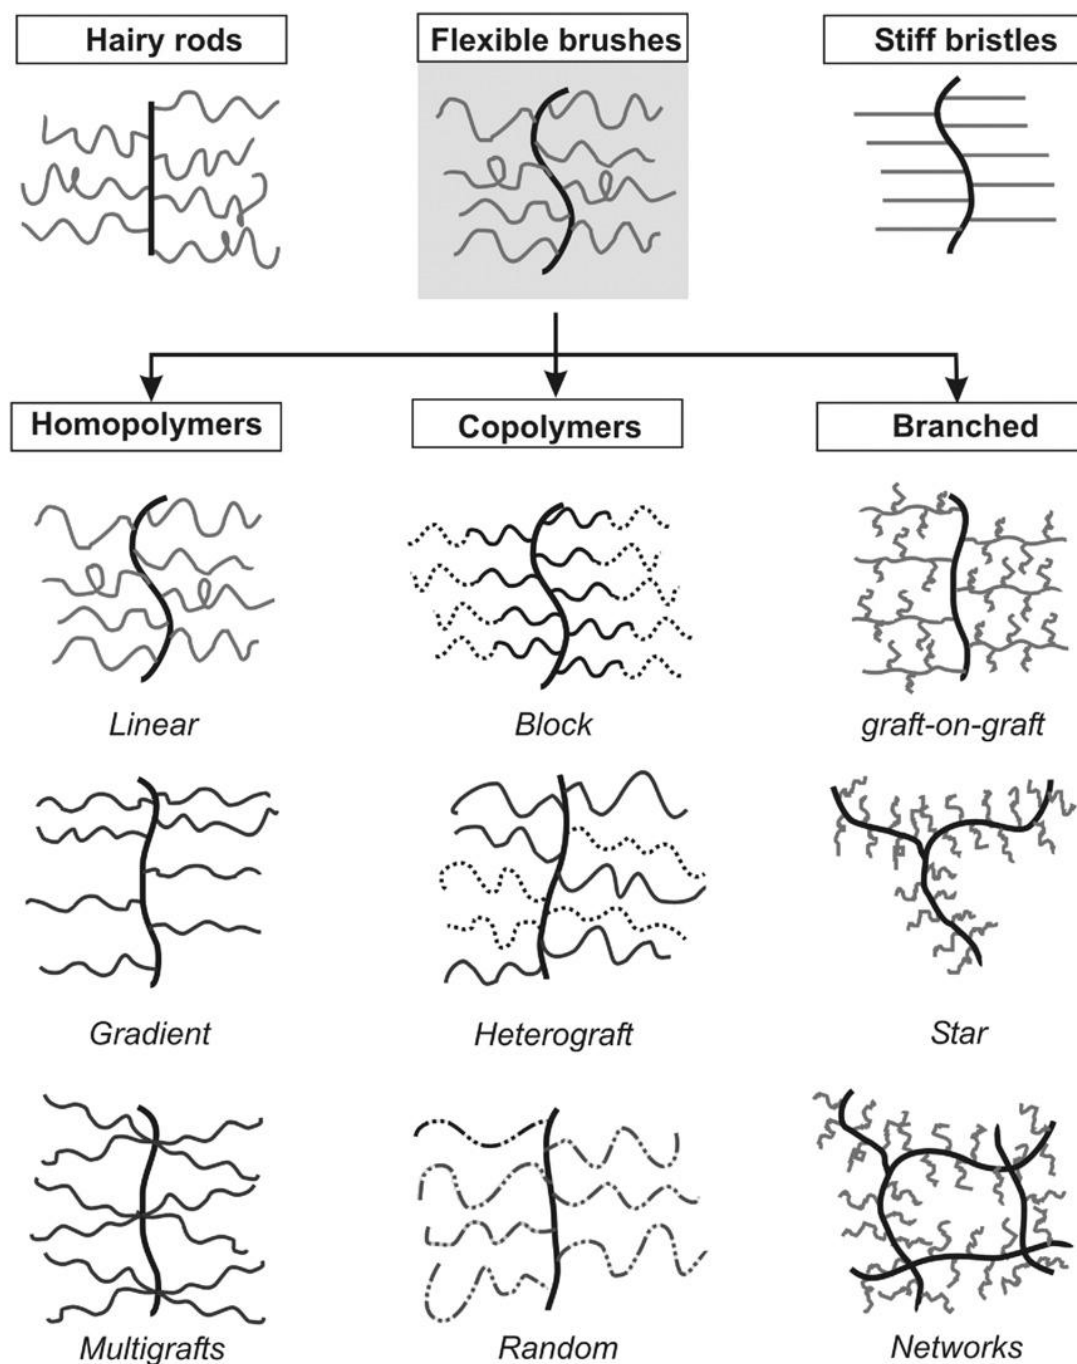 Hairy rods
Flexible brushes
Stiff bristles
Homopolymers
Copolymers
Branched
Linear
Block
graft-on-graft
Gradient
Heterograft
Star
Multigrafts
Random
Networks